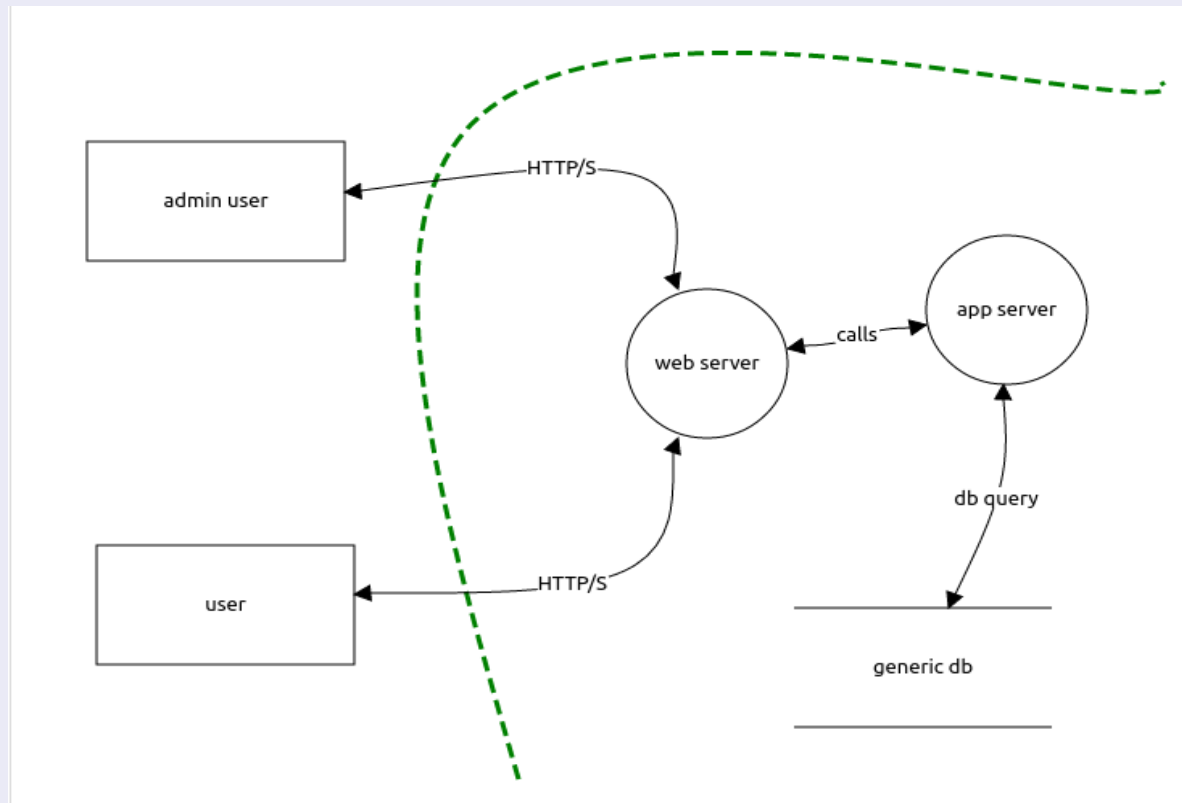 admin user
HTTP/S
app server
calls
web server
db query
HTTP/S
user
generic db